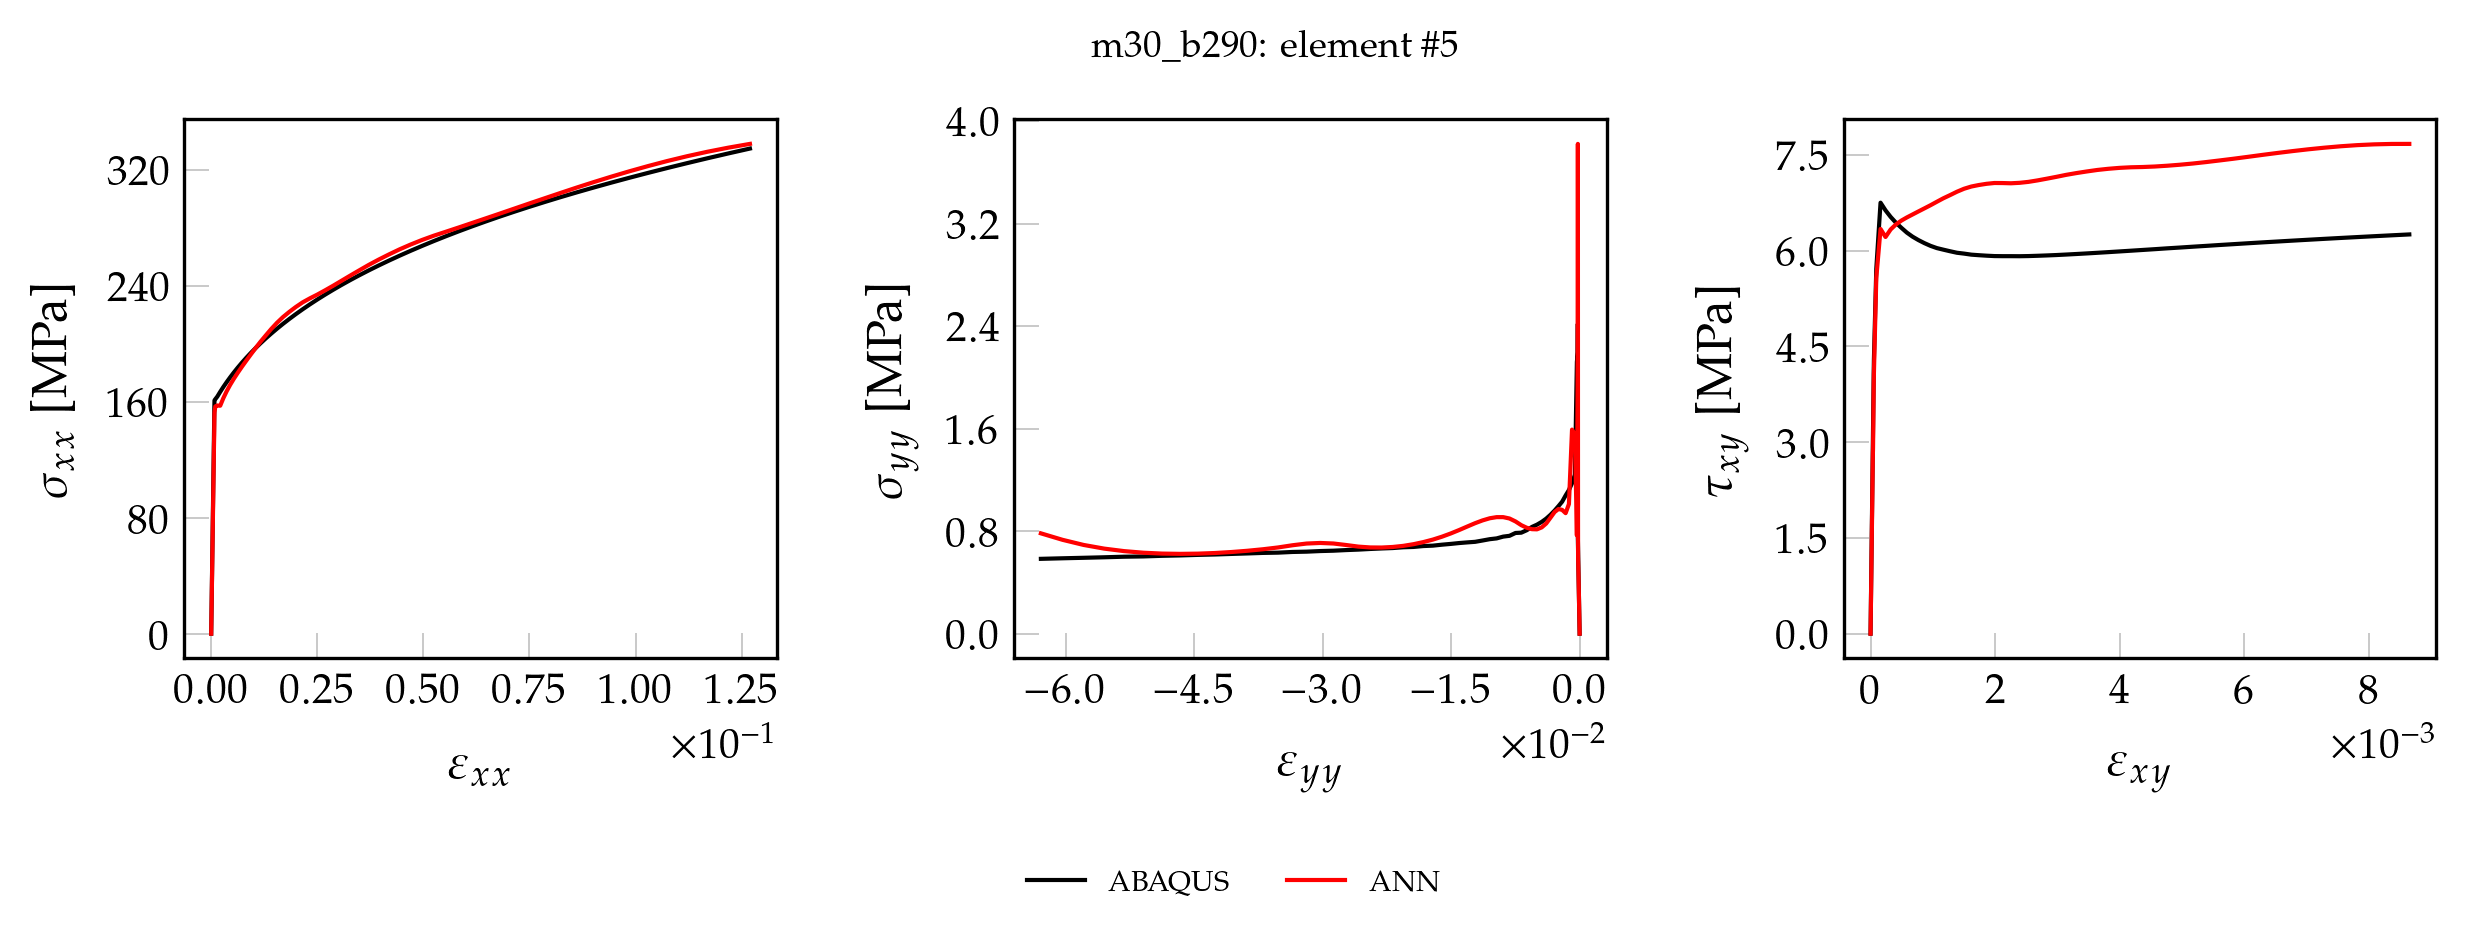 m30_b290: element #5
σxx [MPa]
320
240
160
80
0
0.00 0.25 0.50 0.75 1.00 1.25
×10−1
εxx
σyy [MPa]
4.0
3.2
2.4
1.6
0.8
0.0
−6.0 −4.5 −3.0 −1.5 0.0
×10−2
εyy
τxy [MPa]
7.5
6.0
4.5
3.0
1.5
0.0
0 2 4 6 8
×10−3
εxy
ABAQUS ANN